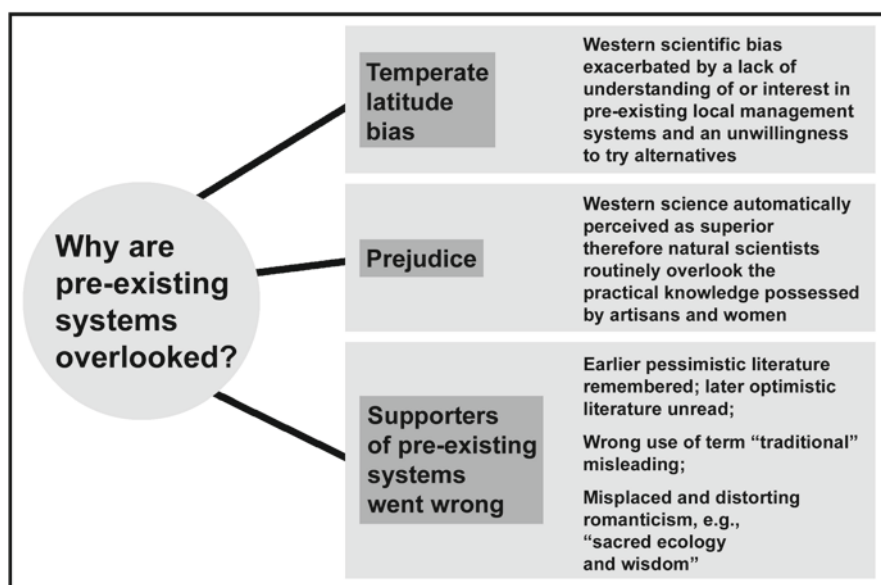 Why are
pre-existing
systems
overlooked?
Temperate
latitude
bias
Western scientific bias
exacerbated by a lack of
understanding of or interest in
pre-existing local management
systems and an unwillingness
to try alternatives
Prejudice
Western science automatically
perceived as superior
therefore natural scientists
routinely overlook the
practical knowledge possessed
by artisans and women
Supporters
of pre-existing
systems
went wrong
Earlier pessimistic literature
remembered; later optimistic
literature unread;
Wrong use of term “traditional”
misleading;
Misplaced and distorting
romanticism, e.g.,
“sacred ecology
and wisdom”